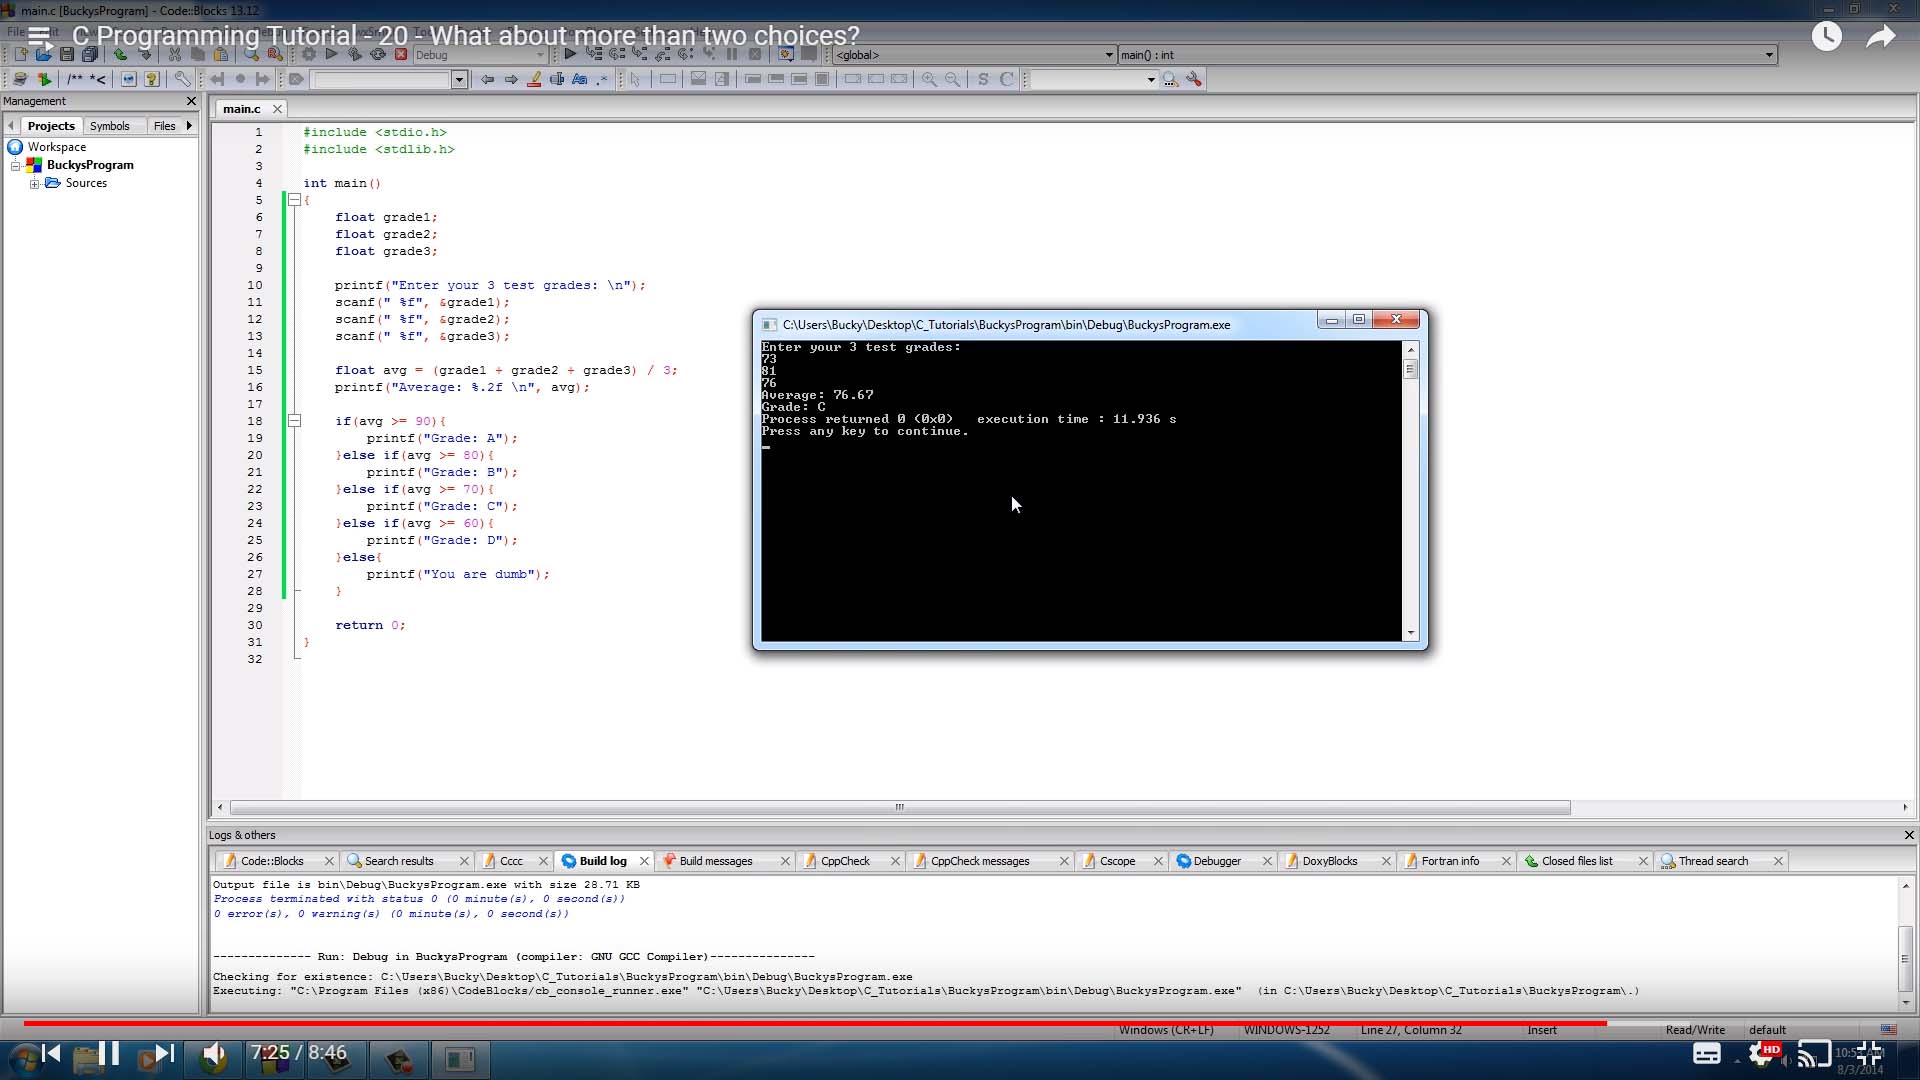 main.c [BuckysProgram] - Code::Blocks 13.12
C Programming Tutorial - 20 - What about more than two choices?
Debug
<global>
main() : int
/** *<
S C
Management
main.c
Projects Symbols Files
Workspace
BuckysProgram
Sources
1 #include <stdio.h>
2 #include <stdlib.h>
3
4 int main()
5 {
6 float grade1;
7 float grade2;
8 float grade3;
9
10 printf("Enter your 3 test grades: \n");
11 scanf(" %f", &grade1);
12 scanf(" %f", &grade2);
13 scanf(" %f", &grade3);
14
15 float avg = (grade1 + grade2 + grade3) / 3;
16 printf("Average: %.2f \n", avg);
17
18 if(avg >= 90){
19 printf("Grade: A");
20 }else if(avg >= 80){
21 printf("Grade: B");
22 }else if(avg >= 70){
23 printf("Grade: C");
24 }else if(avg >= 60){
25 printf("Grade: D");
26 }else{
27 printf("You are dumb");
28 }
29
30 return 0;
31 }
32
C:\Users\Bucky\Desktop\C_Tutorials\BuckysProgram\bin\Debug\BuckysProgram.exe
Enter your 3 test grades:
73
81
76
Average: 76.67
Grade: C
Process returned 0 (0x0) execution time : 11.936 s
Press any key to continue.
Logs & others
Code::Blocks Search results Cccc Build log Build messages CppCheck CppCheck messages Cscope Debugger DoxyBlocks Fortran info Closed files list Thread search
Output file is bin\Debug\BuckysProgram.exe with size 28.71 KB
Process terminated with status 0 (0 minute(s), 0 second(s))
0 error(s), 0 warning(s) (0 minute(s), 0 second(s))
-------------- Run: Debug in BuckysProgram (compiler: GNU GCC Compiler)---------------
Checking for existence: C:\Users\Bucky\Desktop\C_Tutorials\BuckysProgram\bin\Debug\BuckysProgram.exe
Executing: "C:\Program Files (x86)\CodeBlocks/cb_console_runner.exe" "C:\Users\Bucky\Desktop\C_Tutorials\BuckysProgram\bin\Debug\BuckysProgram.exe" (in C:\Users\Bucky\Desktop\C_Tutorials\BuckysProgram\.)
Windows (CR+LF) WINDOWS-1252 Line 27, Column 32 Insert Read/Write default
7:25 / 8:46
HD
8/3/2014